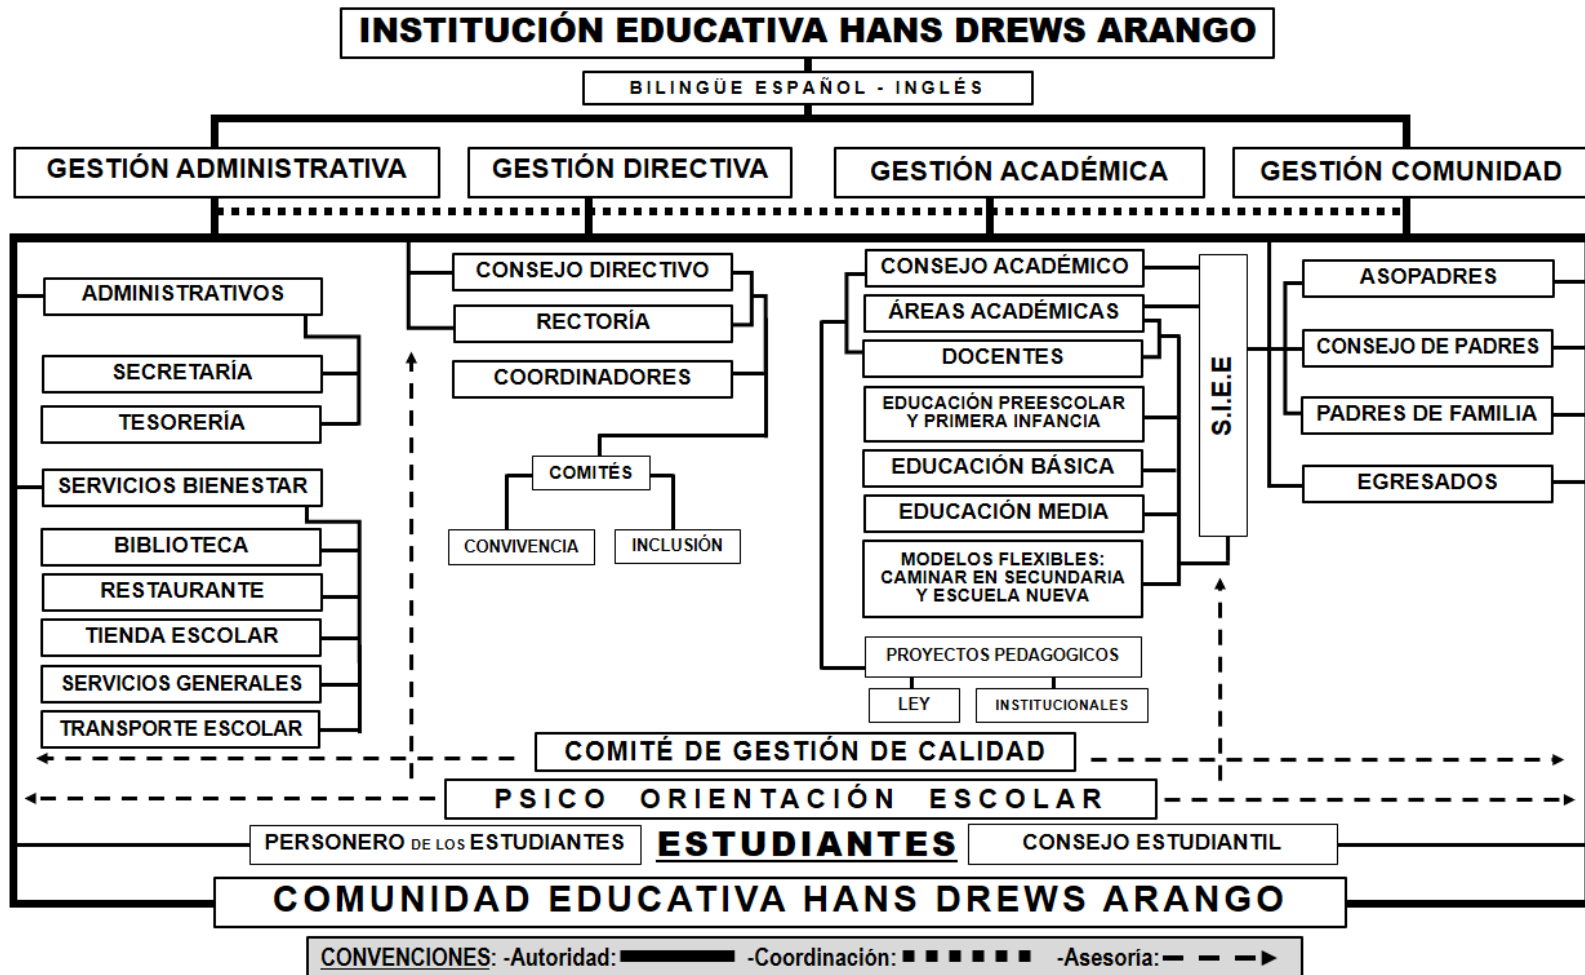 INSTITUCIÓN EDUCATIVA HANS DREWS ARANGO
BILINGÜE ESPAÑOL - INGLÉS
GESTIÓN ADMINISTRATIVA
GESTIÓN DIRECTIVA
GESTIÓN ACADÉMICA
GESTIÓN COMUNIDAD
ADMINISTRATIVOS
SECRETARÍA
TESORERÍA
SERVICIOS BIENESTAR
BIBLIOTECA
RESTAURANTE
TIENDA ESCOLAR
SERVICIOS GENERALES
TRANSPORTE ESCOLAR
CONSEJO DIRECTIVO
RECTORÍA
COORDINADORES
COMITÉS
CONVIVENCIA
INCLUSIÓN
CONSEJO ACADÉMICO
ÁREAS ACADÉMICAS
DOCENTES
EDUCACIÓN PREESCOLAR
Y PRIMERA INFANCIA
EDUCACIÓN BÁSICA
EDUCACIÓN MEDIA
MODELOS FLEXIBLES:
CAMINAR EN SECUNDARIA
Y ESCUELA NUEVA
PROYECTOS PEDAGOGICOS
LEY
INSTITUCIONALES
S.I.E.E
ASOPADRES
CONSEJO DE PADRES
PADRES DE FAMILIA
EGRESADOS
COMITÉ DE GESTIÓN DE CALIDAD
PSICO ORIENTACIÓN ESCOLAR
PERSONERO DE LOS ESTUDIANTES
ESTUDIANTES
CONSEJO ESTUDIANTIL
COMUNIDAD EDUCATIVA HANS DREWS ARANGO
CONVENCIONES: -Autoridad: -Coordinación: -Asesoría: